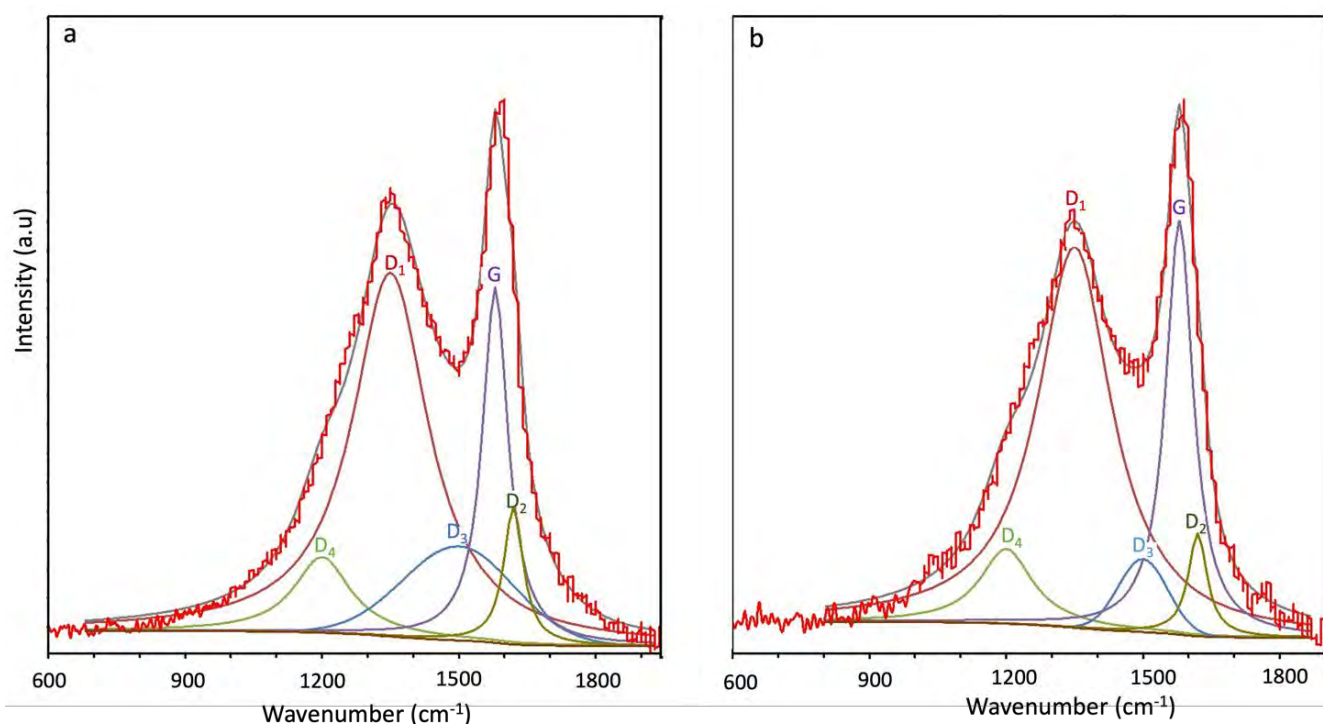 a
Intensity (a.u)
D₁
G
D₂
D₃
D₄
600 900 1200 1500 1800
Wavenumber (cm⁻¹)
b
D₁
G
D₂
D₃
D₄
600 900 1200 1500 1800
Wavenumber (cm⁻¹)